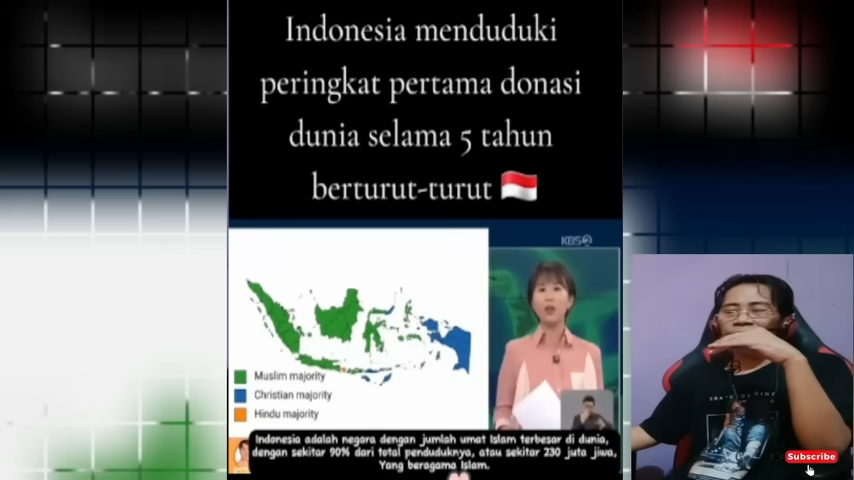 Indonesia menduduki
peringkat pertama donasi
dunia selama 5 tahun
berturut-turut
KBS
Muslim majority
Christian majority
Hindu majority
Indonesia adalah negara dengan jumlah umat Islam terbesar di dunia,
dengan sekitar 90% dari total penduduknya, atau sekitar 230 juta jiwa,
Yang beragama Islam.
Subscribe